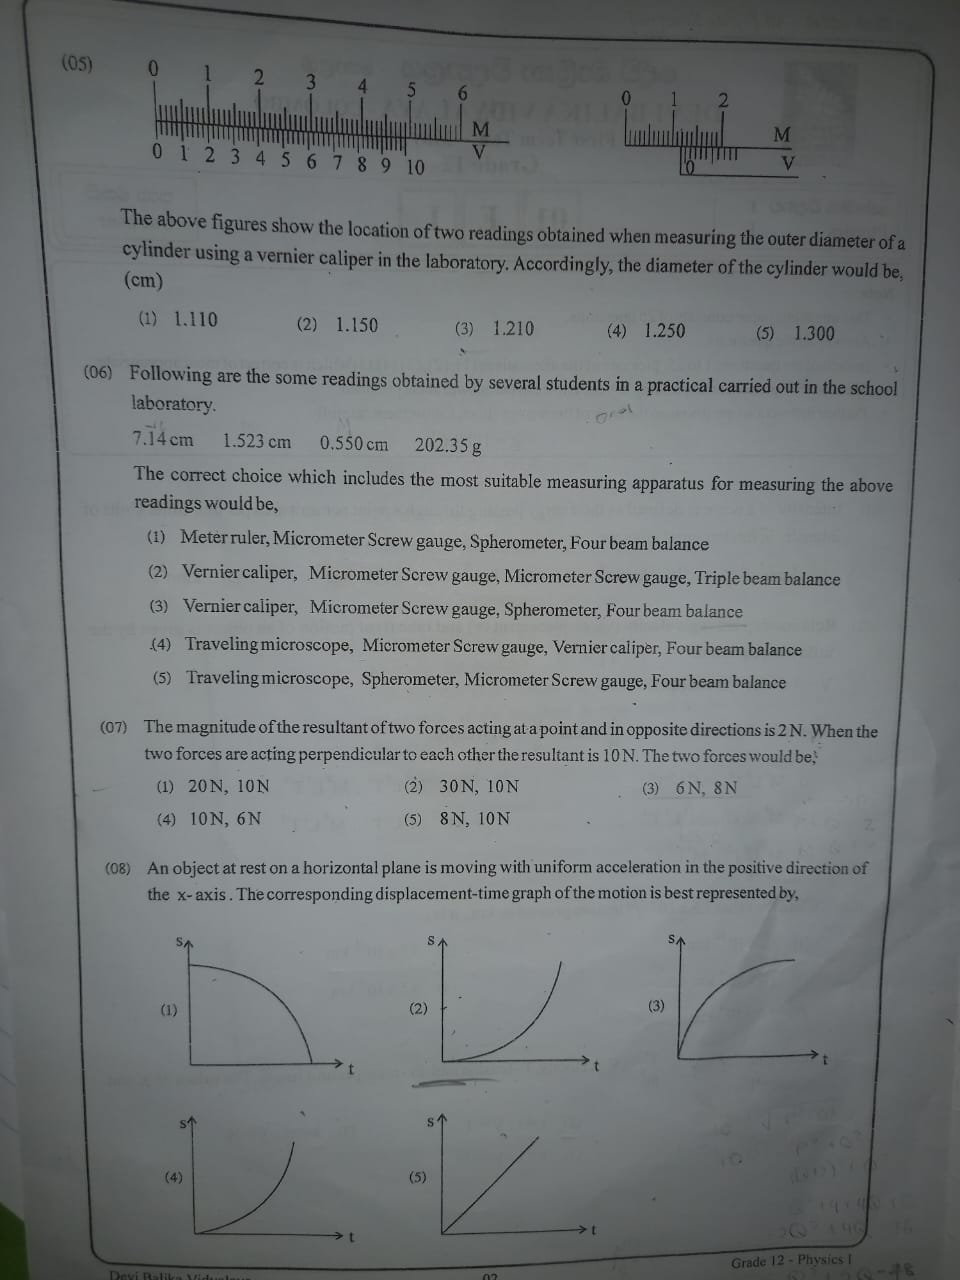 (05)
0 1 2 3 4 5 6
M
V
0 1 2 3 4 5 6 7 8 9 10
0 1 2
M
V
0
The above figures show the location of two readings obtained when measuring the outer diameter of a
cylinder using a vernier caliper in the laboratory. Accordingly, the diameter of the cylinder would be,
(cm)
(1) 1.110 (2) 1.150 (3) 1.210 (4) 1.250 (5) 1.300
(06) Following are the some readings obtained by several students in a practical carried out in the school
laboratory.
7.14 cm 1.523 cm 0.550 cm 202.35 g
The correct choice which includes the most suitable measuring apparatus for measuring the above
readings would be,
(1) Meter ruler, Micrometer Screw gauge, Spherometer, Four beam balance
(2) Vernier caliper, Micrometer Screw gauge, Micrometer Screw gauge, Triple beam balance
(3) Vernier caliper, Micrometer Screw gauge, Spherometer, Four beam balance
(4) Traveling microscope, Micrometer Screw gauge, Vernier caliper, Four beam balance
(5) Traveling microscope, Spherometer, Micrometer Screw gauge, Four beam balance
(07) The magnitude of the resultant of two forces acting at a point and in opposite directions is 2 N. When the
two forces are acting perpendicular to each other the resultant is 10 N. The two forces would be,
(1) 20 N, 10 N (2) 30 N, 10 N (3) 6 N, 8 N
(4) 10 N, 6 N (5) 8 N, 10 N
(08) An object at rest on a horizontal plane is moving with uniform acceleration in the positive direction of
the x- axis . The corresponding displacement-time graph of the motion is best represented by,
s s s
(1) (2) (3)
t t t
s s
(4) (5)
t t
Grade 12 - Physics I
Devi Balika
02